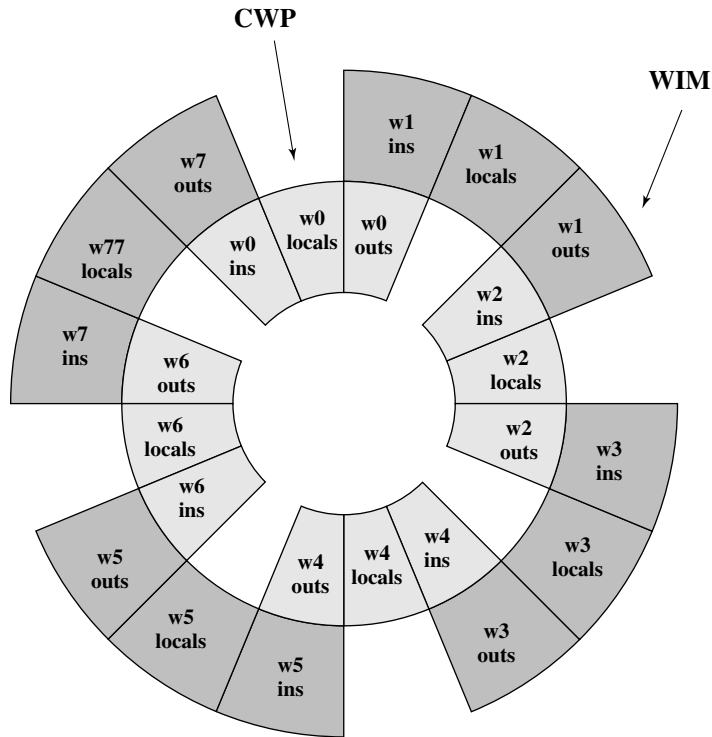 CWP
WIM
w1
ins
w1
locals
w1
outs
w7
outs
w0
ins
w0
locals
w0
outs
w77
locals
w7
ins
w2
ins
w2
locals
w2
outs
w6
outs
w6
locals
w6
ins
w3
ins
w3
locals
w3
outs
w4
ins
w4
locals
w4
outs
w5
outs
w5
locals
w5
ins